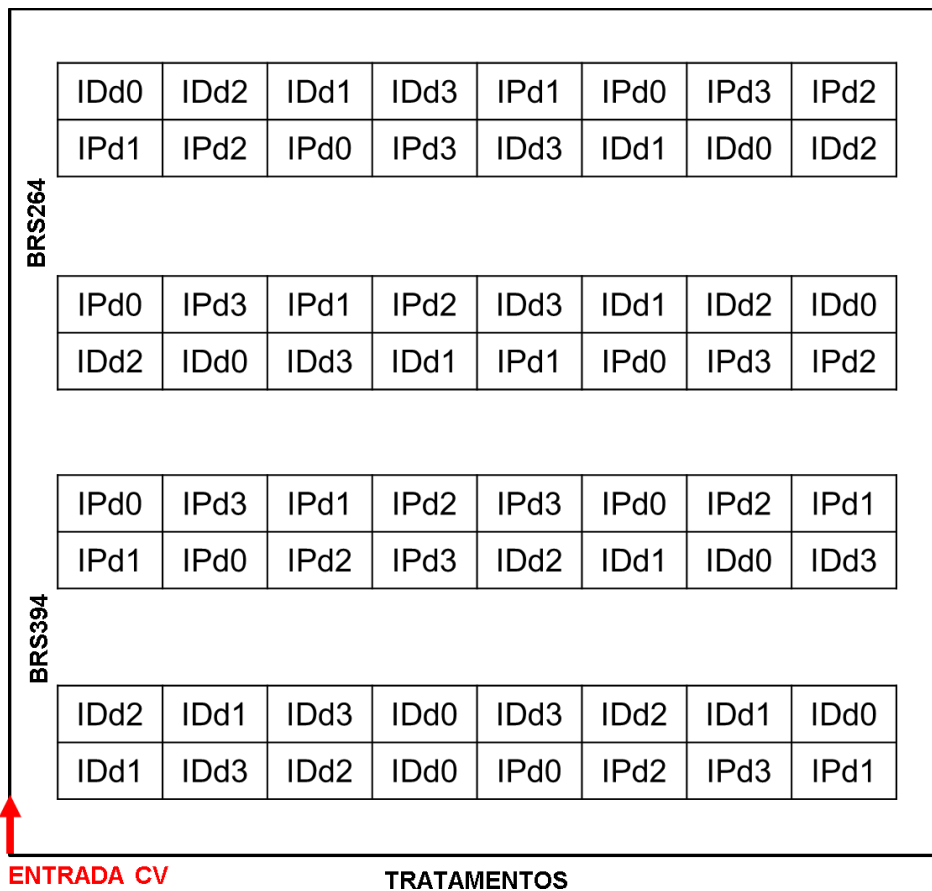 IDd0 IDd2 IDd1 IDd3 IPd1 IPd0 IPd3 IPd2
IPd1 IPd2 IPd0 IPd3 IDd3 IDd1 IDd0 IDd2
BRS264
IPd0 IPd3 IPd1 IPd2 IDd3 IDd1 IDd2 IDd0
IDd2 IDd0 IDd3 IDd1 IPd1 IPd0 IPd3 IPd2
IPd0 IPd3 IPd1 IPd2 IPd3 IPd0 IPd2 IPd1
IPd1 IPd0 IPd2 IPd3 IDd2 IDd1 IDd0 IDd3
BRS394
IDd2 IDd1 IDd3 IDd0 IDd3 IDd2 IDd1 IDd0
IDd1 IDd3 IDd2 IDd0 IPd0 IPd2 IPd3 IPd1
ENTRADA CV
TRATAMENTOS